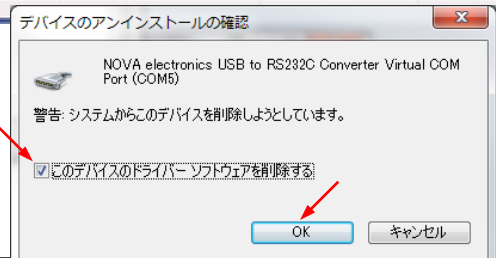 デバイスのアンインストールの確認
NOVA electronics USB to RS232C Converter Virtual COM
Port (COM5)
警告: システムからこのデバイスを削除しようとしています。
このデバイスのドライバー ソフトウェアを削除する
OK
キャンセル